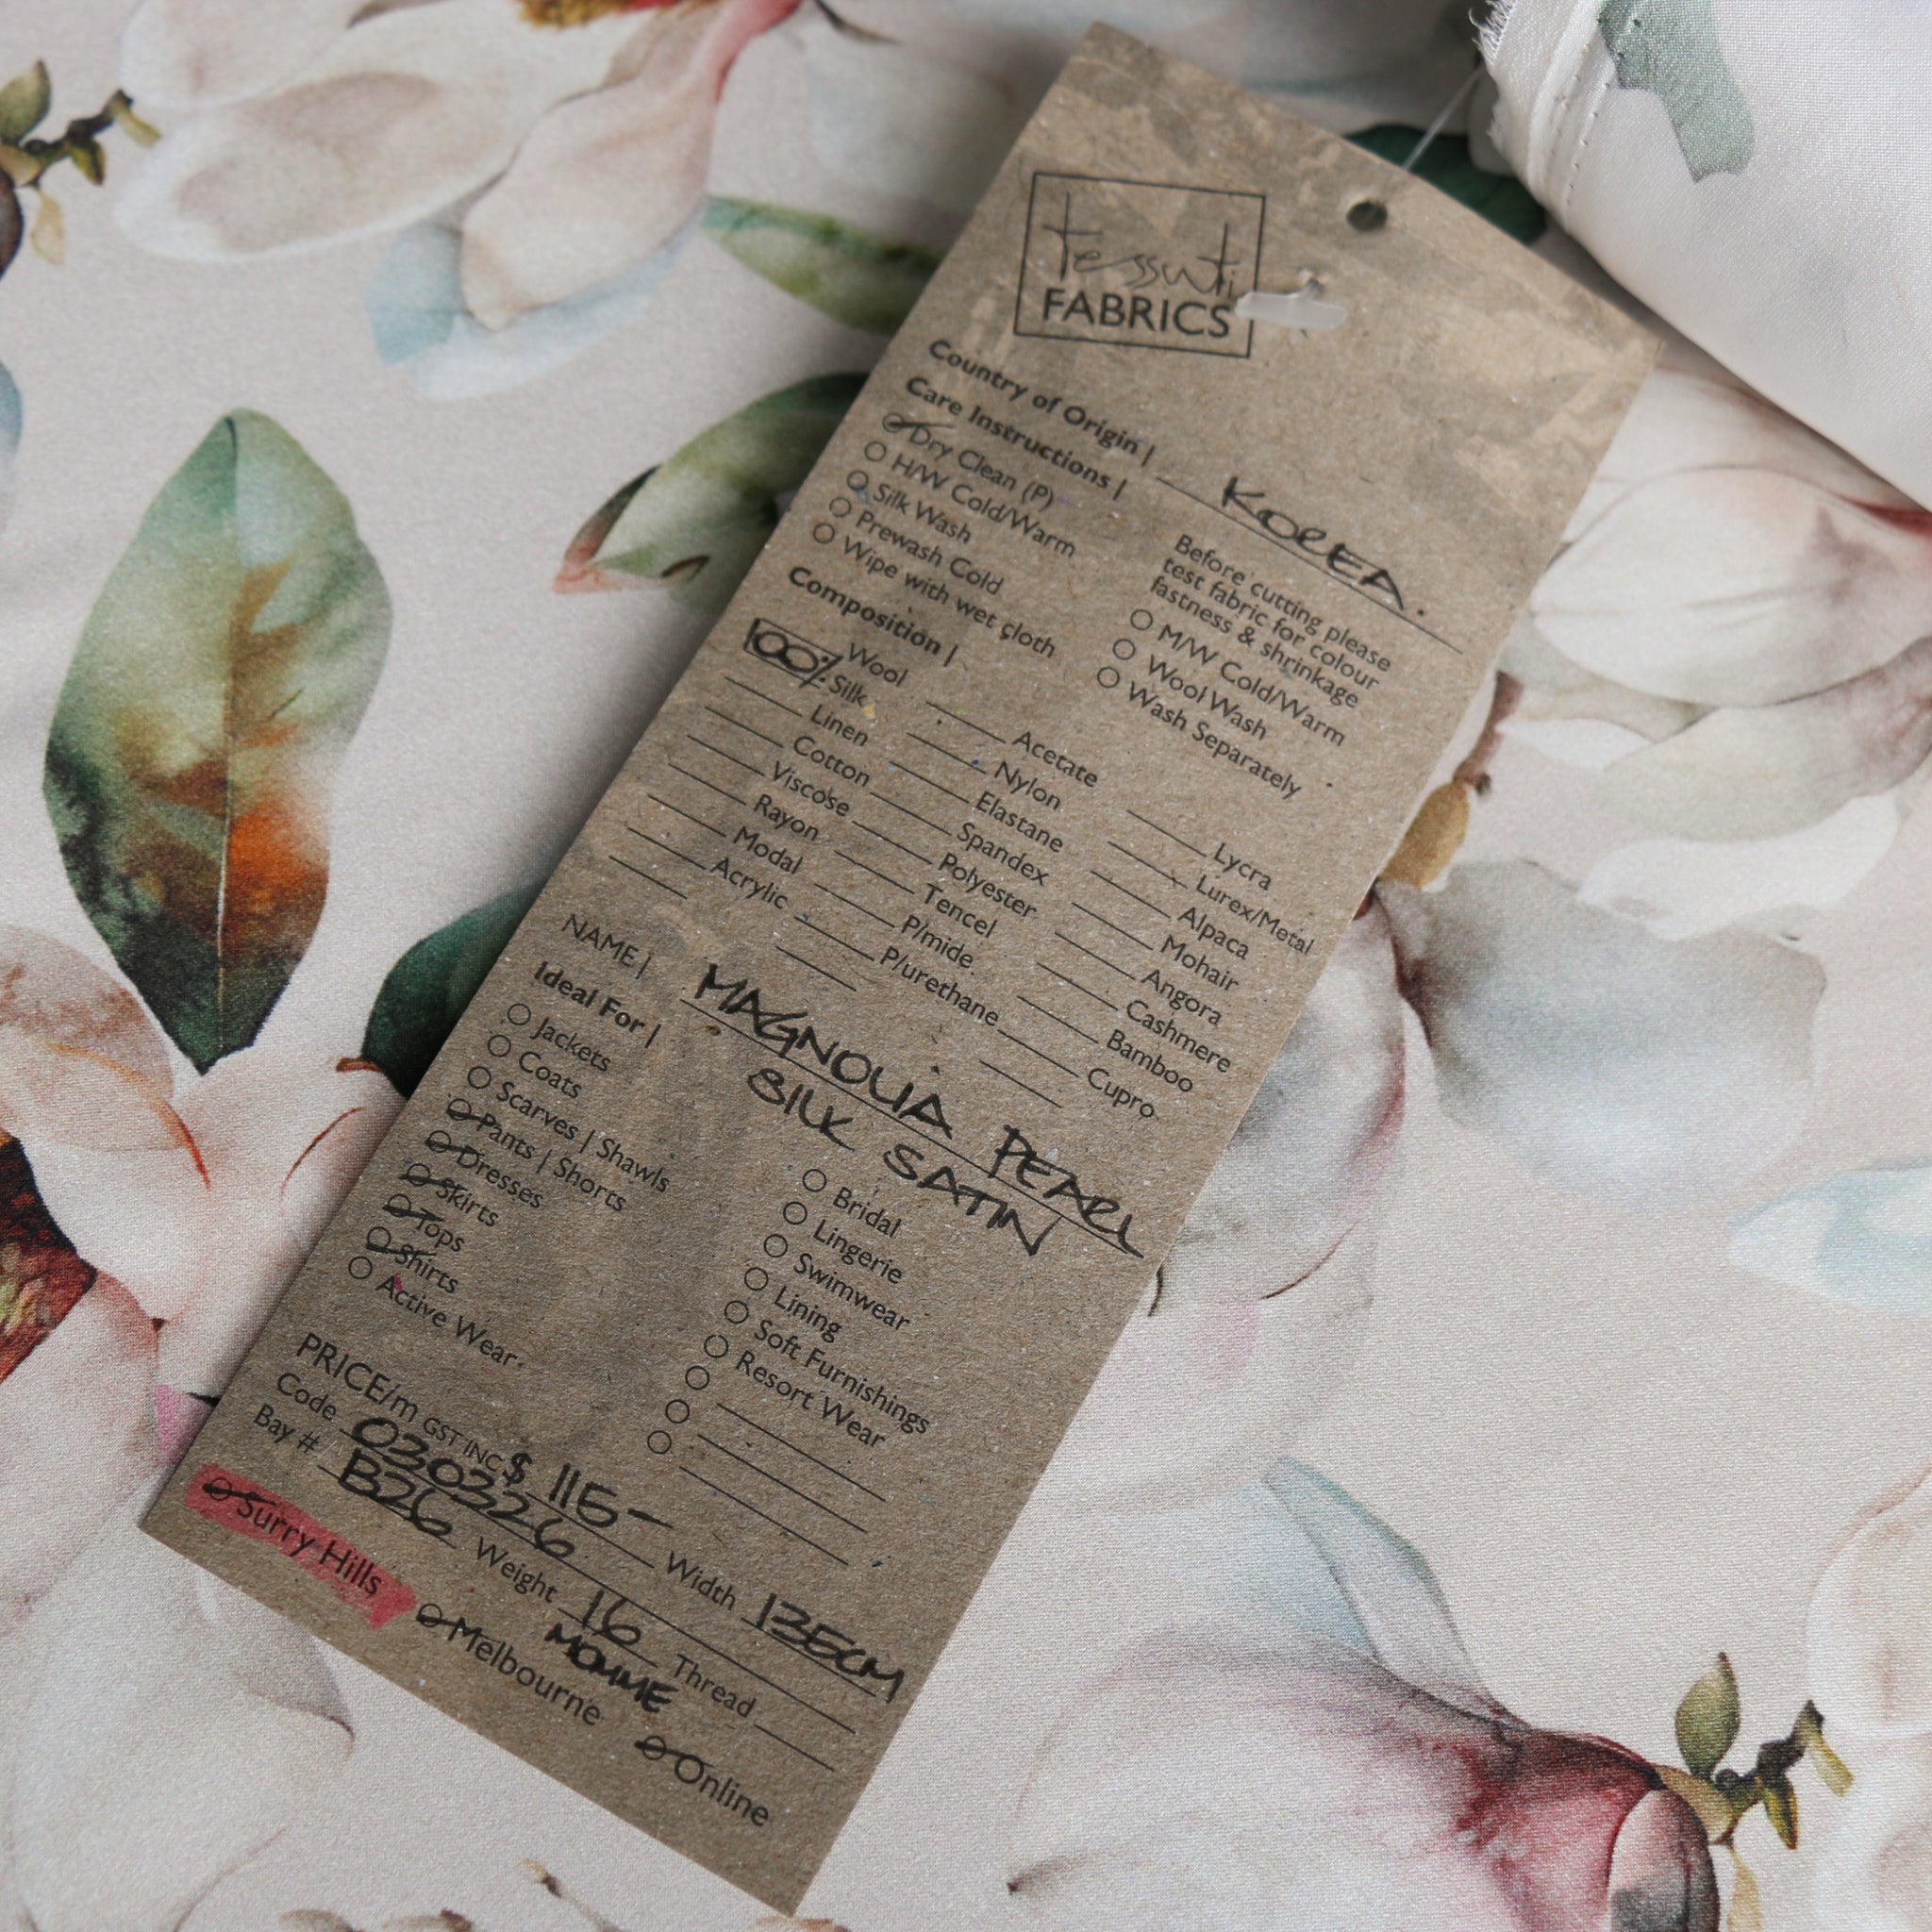 tessuti
FABRICS
Country of Origin | KOREA.
Care Instructions |
Dry Clean (P)
H/W Cold/Warm
Silk Wash
Prewash Cold
Wipe with wet cloth
Before cutting please
test fabric for colour
fastness & shrinkage
M/W Cold/Warm
Wool Wash
Wash Separately
Composition |
Wool
100% Silk
Linen
Cotton
Viscose
Rayon
Modal
Acrylic
Acetate
Nylon
Elastane
Spandex
Polyester
Tencel
P/mide
P/urethane
Lycra
Lurex/Metal
Alpaca
Mohair
Angora
Cashmere
Bamboo
Cupro
NAME | MAGNOLIA PEARL
SILK SATIN
Ideal For |
Jackets
Coats
Scarves | Shawls
Pants | Shorts
Dresses
Skirts
Tops
Shirts
Active Wear
Bridal
Lingerie
Swimwear
Lining
Soft Furnishings
Resort Wear
PRICE/m GST INC $ 115- Width 135CM
Code 030326
Bay # B26 Weight 16 MOMME Thread
Surry Hills Melbourne Online